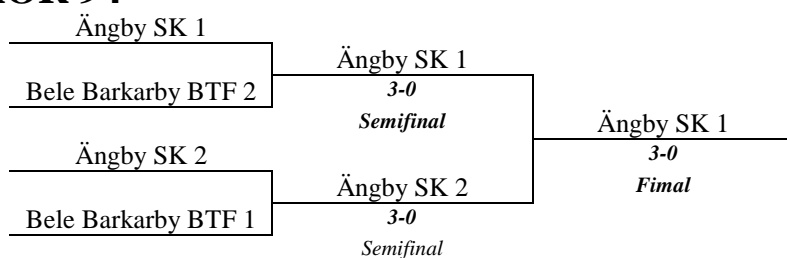 Ängby SK 1
Ängby SK 1
Bele Barkarby BTF 2
3-0
Semifinal
Ängby SK 1
3-0
Ängby SK 2
Fimal
Ängby SK 2
Bele Barkarby BTF 1
3-0
Semifinal